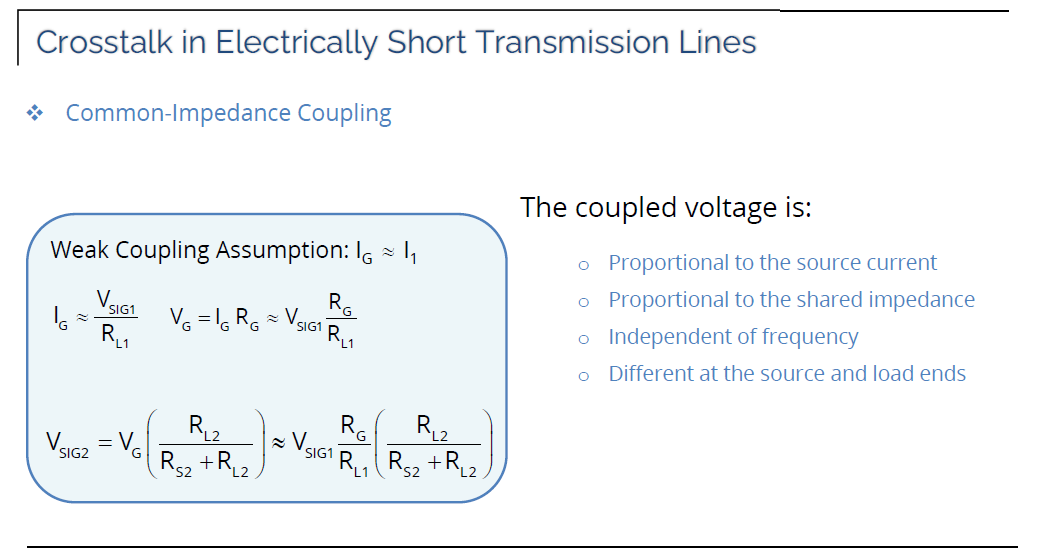 Crosstalk in Electrically Short Transmission Lines
❖ Common-Impedance Coupling
The coupled voltage is:
Weak Coupling Assumption: I_G ≈ I_1
I_G ≈ V_SIG1 / R_L1   V_G = I_G R_G ≈ V_SIG1 R_G / R_L1
V_SIG2 = V_G ( R_L2 / (R_S2 + R_L2) ) ≈ V_SIG1 R_G / R_L1 ( R_L2 / (R_S2 + R_L2) )
o Proportional to the source current
o Proportional to the shared impedance
o Independent of frequency
o Different at the source and load ends